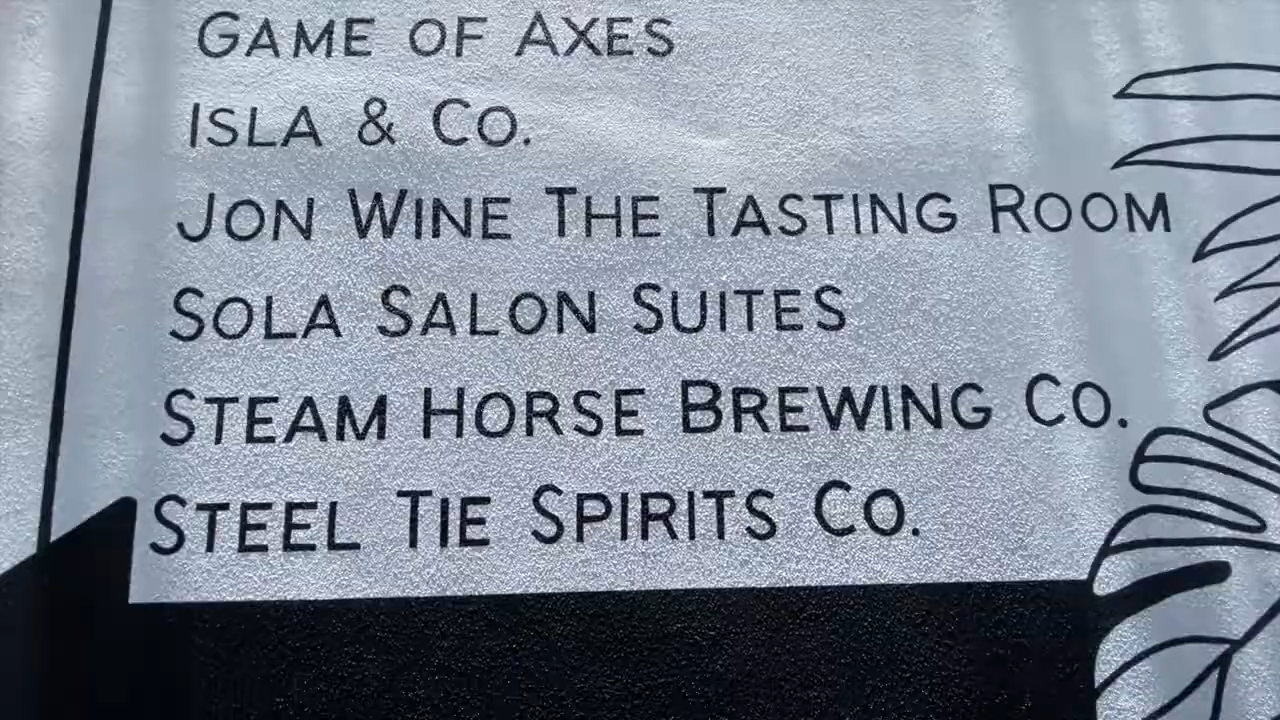 GAME OF AXES
ISLA & CO.
JON WINE THE TASTING ROOM
SOLA SALON SUITES
STEAM HORSE BREWING CO.
STEEL TIE SPIRITS CO.